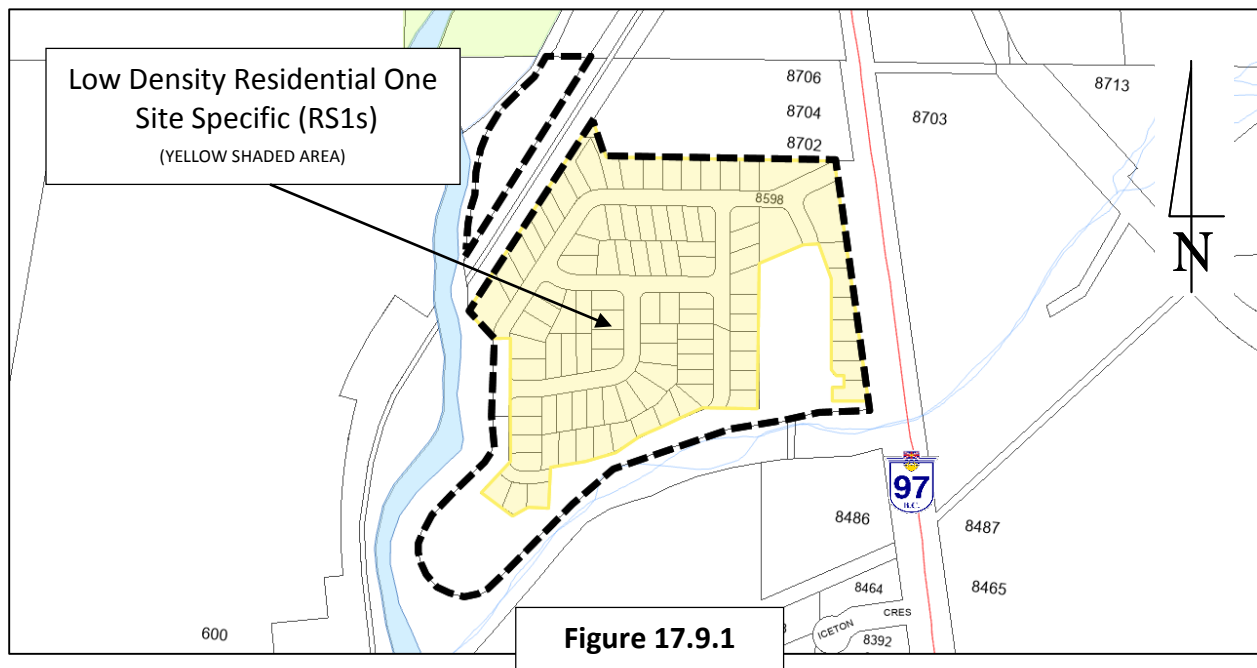 Low Density Residential One
Site Specific (RS1s)
(YELLOW SHADED AREA)
8706
8704
8702
8703
8713
8598
N
97
B.C.
8486
8487
8464
8465
CRES
ICETON
8392
600
Figure 17.9.1